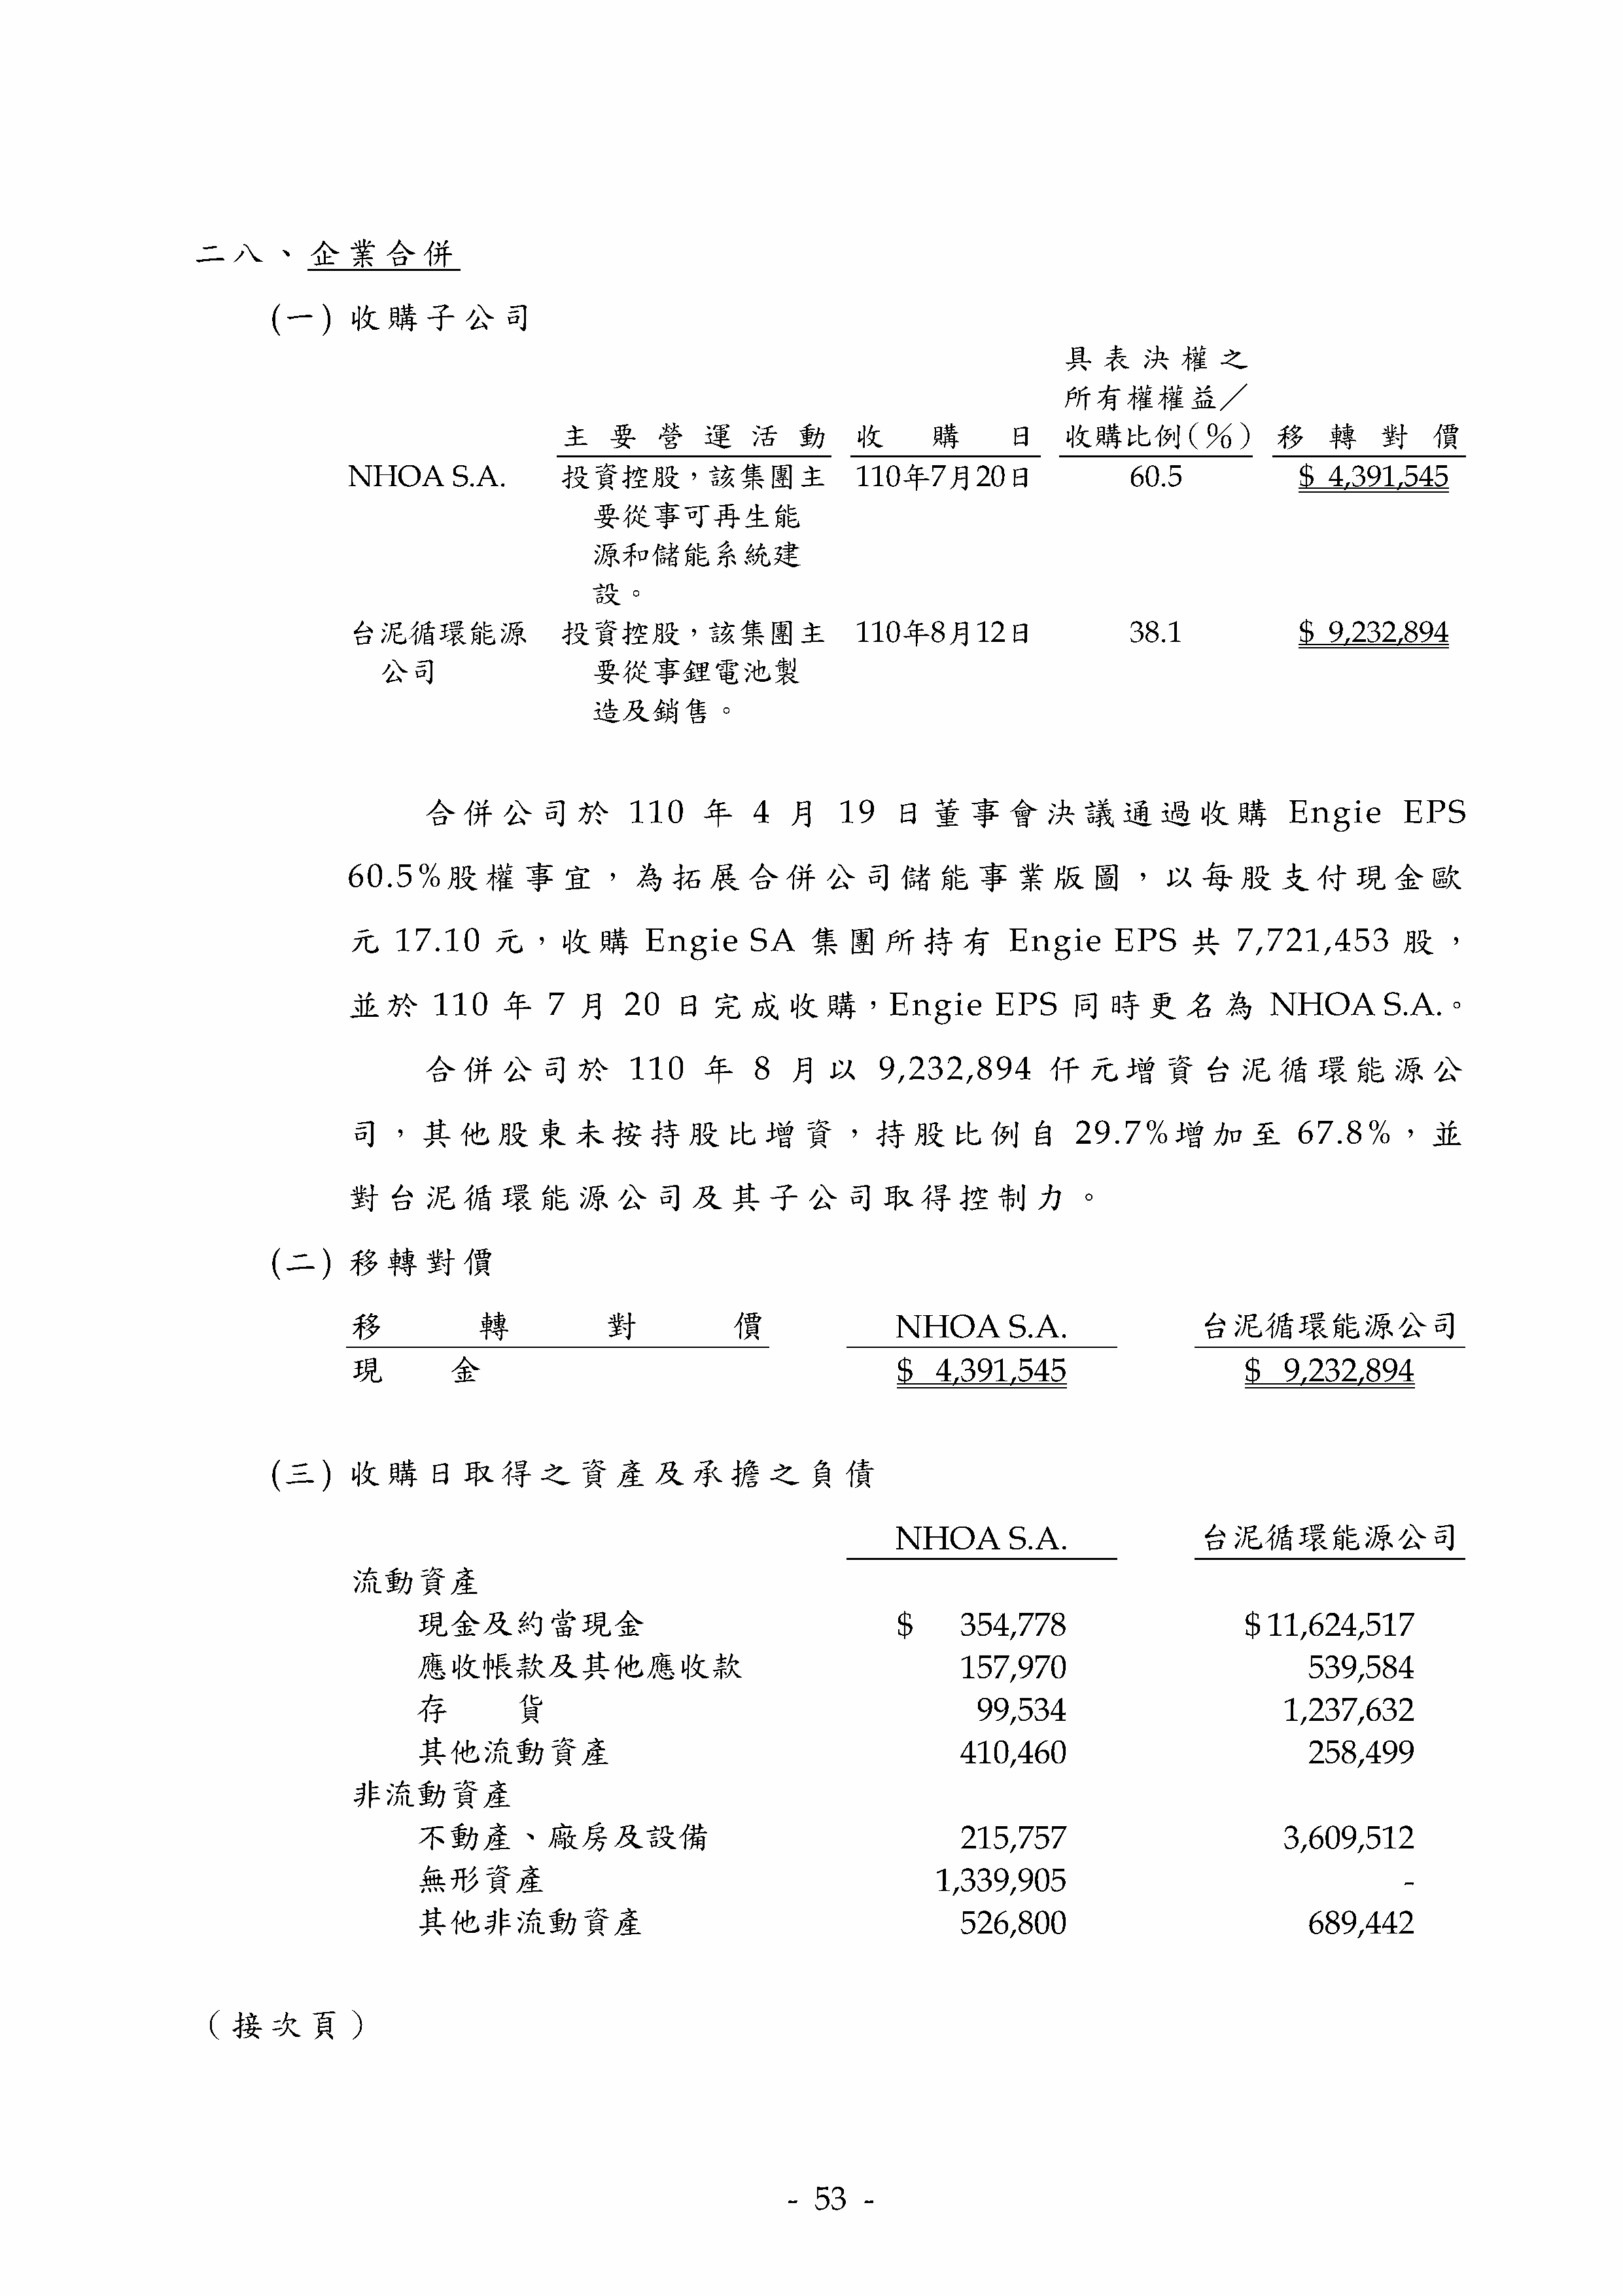 二八、企業合併
(一) 收購子公司
具表決權之
所有權權益／
主要營運活動 收購日 收購比例(％) 移轉對價
NHOA S.A. 投資控股，該集團主 110年7月20日 60.5 $ 4,391,545
要從事可再生能
源和儲能系統建
設。
台泥循環能源 投資控股，該集團主 110年8月12日 38.1 $ 9,232,894
公司 要從事鋰電池製
造及銷售。
合併公司於 110 年 4 月 19 日董事會決議通過收購 Engie EPS
60.5%股權事宜，為拓展合併公司儲能事業版圖，以每股支付現金歐
元 17.10 元，收購 Engie SA 集團所持有 Engie EPS 共 7,721,453 股，
並於 110 年 7 月 20 日完成收購，Engie EPS 同時更名為 NHOA S.A.。
合併公司於 110 年 8 月以 9,232,894 仟元增資台泥循環能源公
司，其他股東未按持股比增資，持股比例自 29.7%增加至 67.8%，並
對台泥循環能源公司及其子公司取得控制力。
(二) 移轉對價
移轉對價 NHOA S.A. 台泥循環能源公司
現金 $ 4,391,545 $ 9,232,894
(三) 收購日取得之資產及承擔之負債
NHOA S.A. 台泥循環能源公司
流動資產
現金及約當現金 $ 354,778 $ 11,624,517
應收帳款及其他應收款 157,970 539,584
存貨 99,534 1,237,632
其他流動資產 410,460 258,499
非流動資產
不動產、廠房及設備 215,757 3,609,512
無形資產 1,339,905 -
其他非流動資產 526,800 689,442
（接次頁）
- 53 -